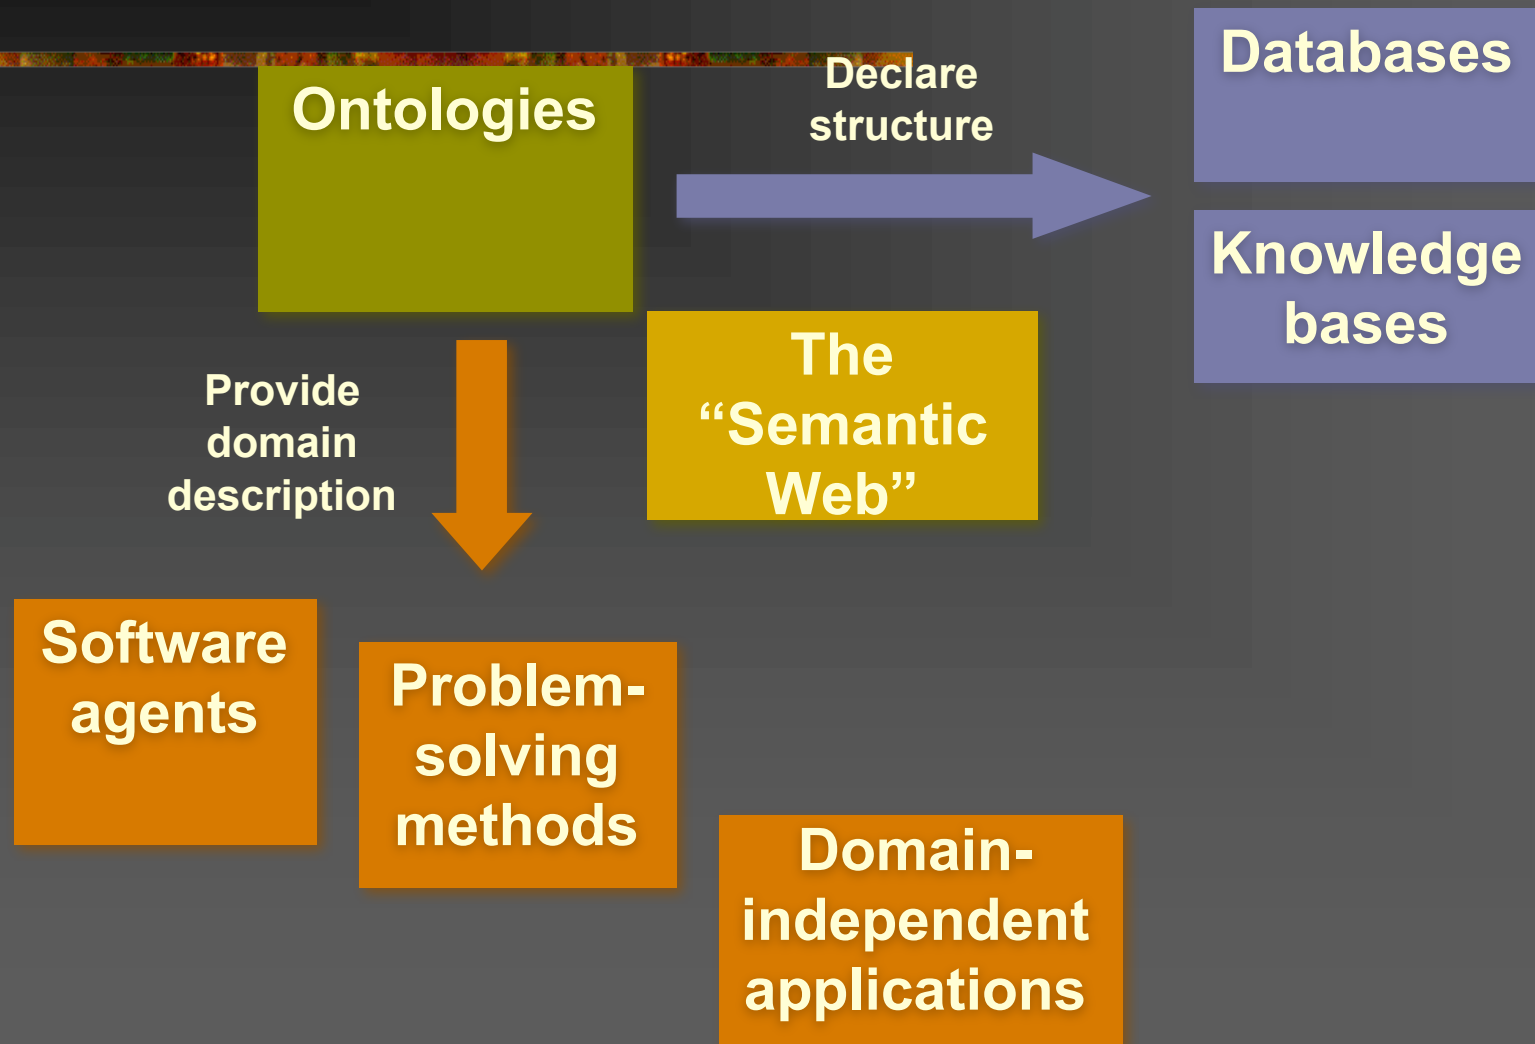 Ontologies
Declare
structure
Databases
Knowledge
bases
The
“Semantic
Web”
Provide
domain
description
Software
agents
Problem-
solving
methods
Domain-
independent
applications